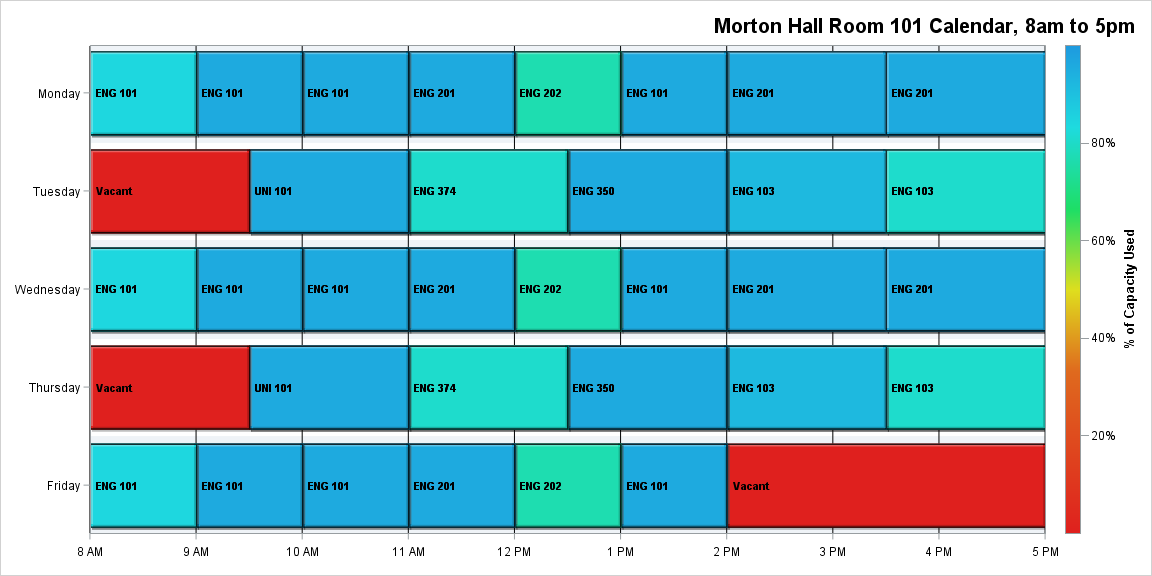 Morton Hall Room 101 Calendar, 8am to 5pm
Monday
ENG 101
ENG 101
ENG 101
ENG 201
ENG 202
ENG 101
ENG 201
ENG 201
Tuesday
Vacant
UNI 101
ENG 374
ENG 350
ENG 103
ENG 103
Wednesday
ENG 101
ENG 101
ENG 101
ENG 201
ENG 202
ENG 101
ENG 201
ENG 201
Thursday
Vacant
UNI 101
ENG 374
ENG 350
ENG 103
ENG 103
Friday
ENG 101
ENG 101
ENG 101
ENG 201
ENG 202
ENG 101
Vacant
8 AM
9 AM
10 AM
11 AM
12 PM
1 PM
2 PM
3 PM
4 PM
5 PM
80%
60%
40%
20%
% of Capacity Used